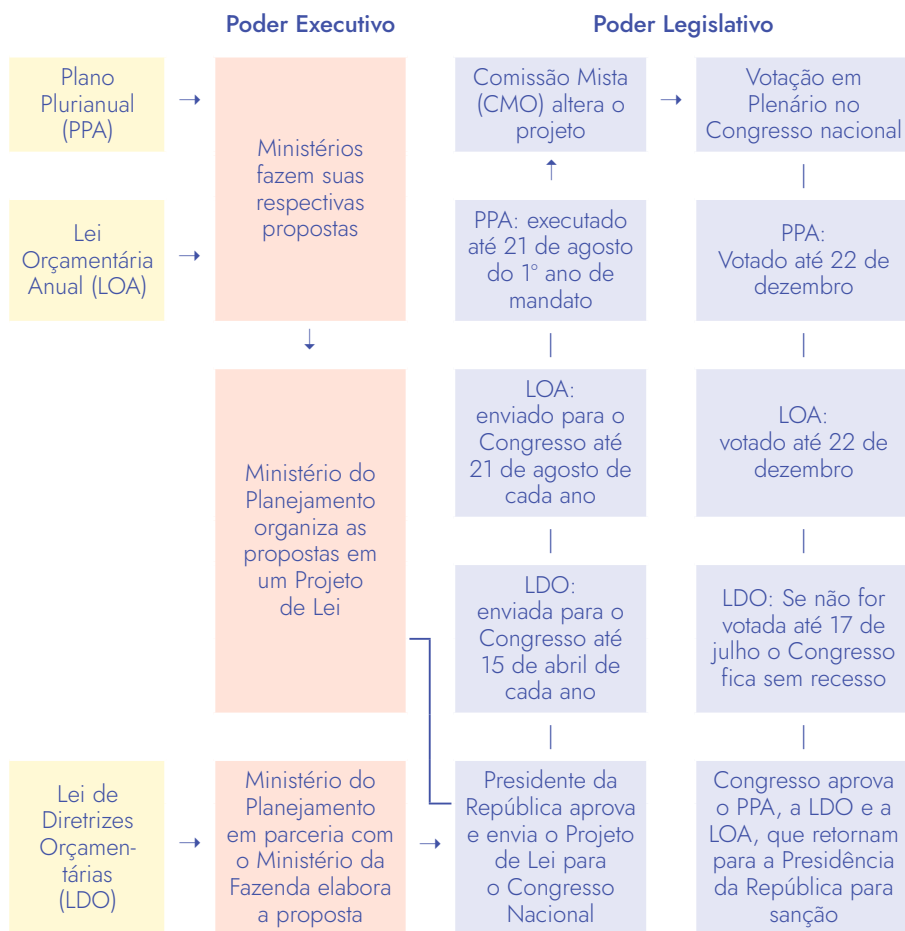 Poder Executivo
Poder Legislativo
Plano
Plurianual
(PPA)
Lei
Orçamentária
Anual (LOA)
Ministérios
fazem suas
respectivas
propostas
Ministério do
Planejamento
organiza as
propostas em
um Projeto
de Lei
Lei de
Diretrizes
Orçamen-
tárias
(LDO)
Ministério do
Planejamento
em parceria com
o Ministério da
Fazenda elabora
a proposta
Comissão Mista
(CMO) altera o
projeto
PPA: executado
até 21 de agosto
do 1° ano de
mandato
LOA:
enviado para o
Congresso até
21 de agosto de
cada ano
LDO:
enviada para o
Congresso até
15 de abril de
cada ano
Presidente da
República aprova
e envia o Projeto
de Lei para
o Congresso
Nacional
Votação em
Plenário no
Congresso nacional
PPA:
Votado até 22 de
dezembro
LOA:
votado até 22 de
dezembro
LDO: Se não for
votada até 17 de
julho o Congresso
fica sem recesso
Congresso aprova
o PPA, a LDO e a
LOA, que retornam
para a Presidência
da República para
sanção